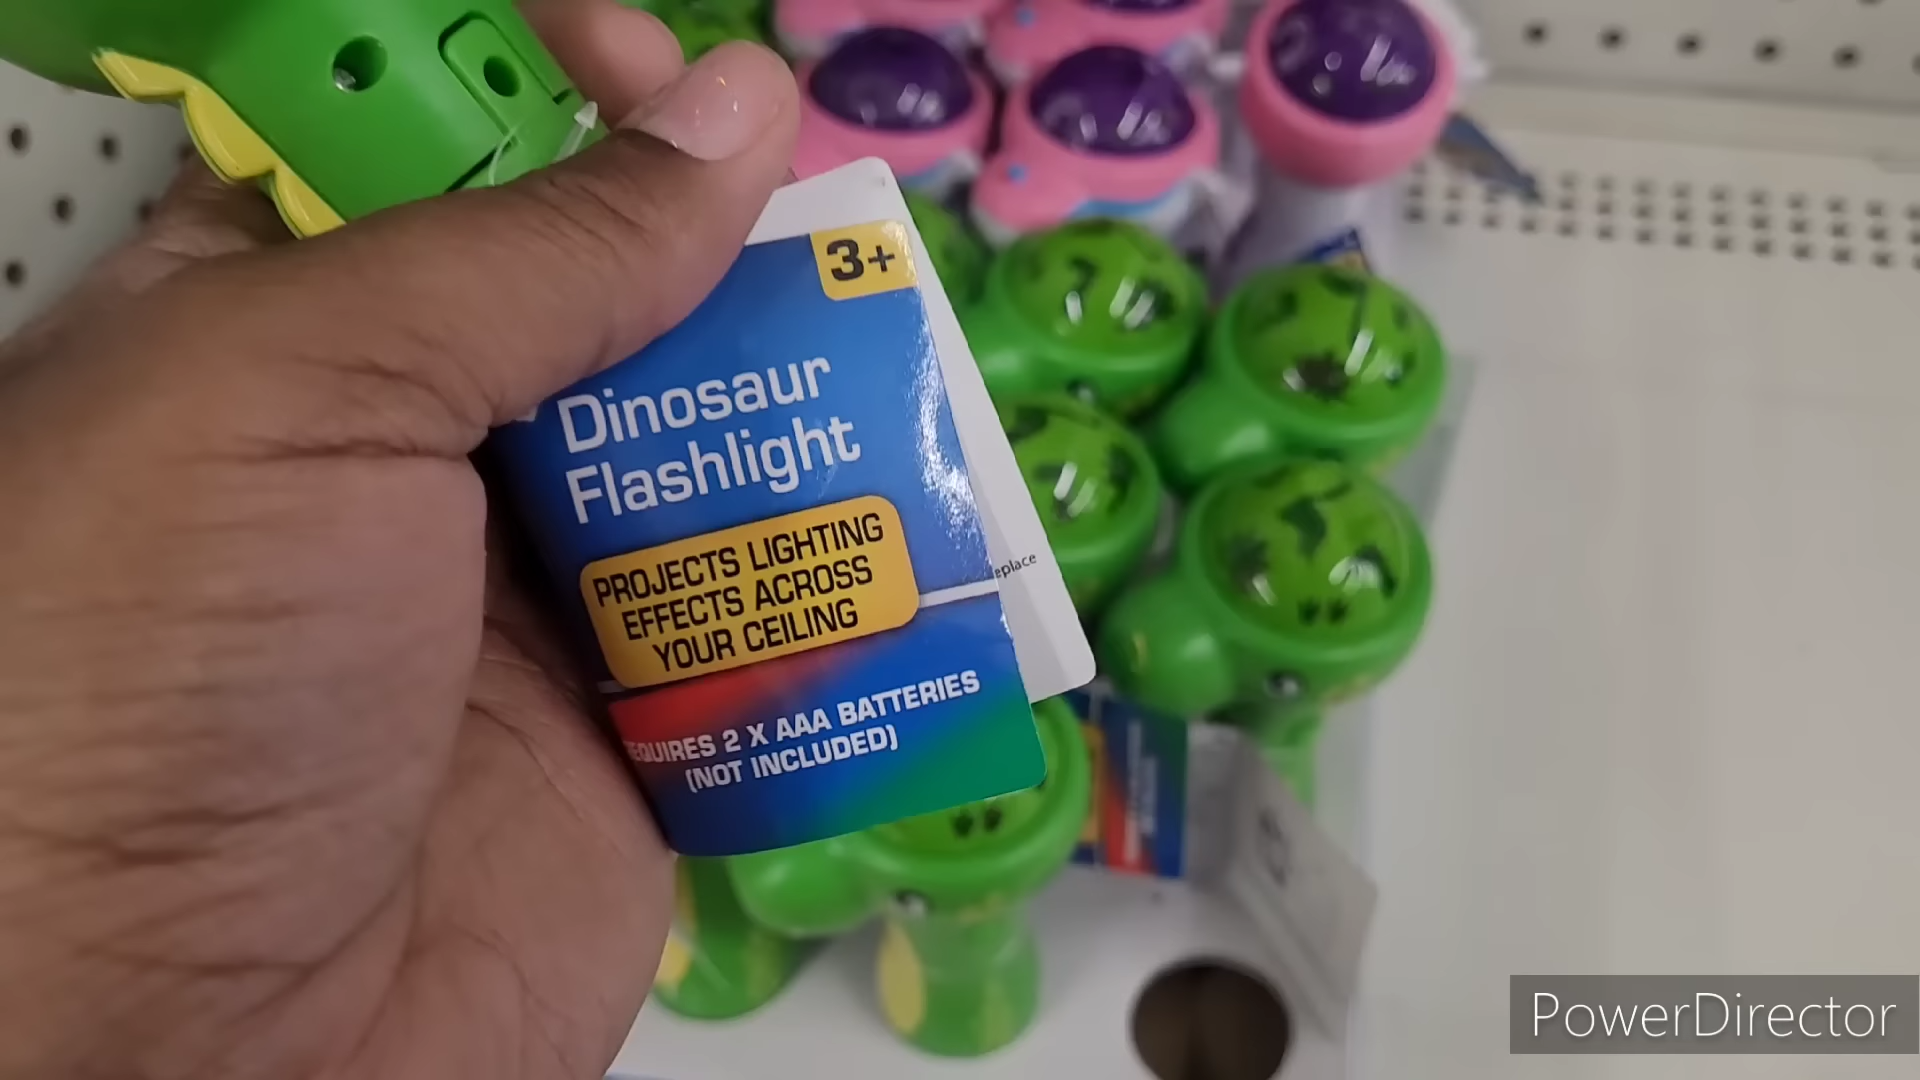 3+
Dinosaur
Flashlight
PROJECTS LIGHTING
EFFECTS ACROSS
YOUR CEILING
EQUIRES 2 X AAA BATTERIES
(NOT INCLUDED)
eplace
PowerDirector